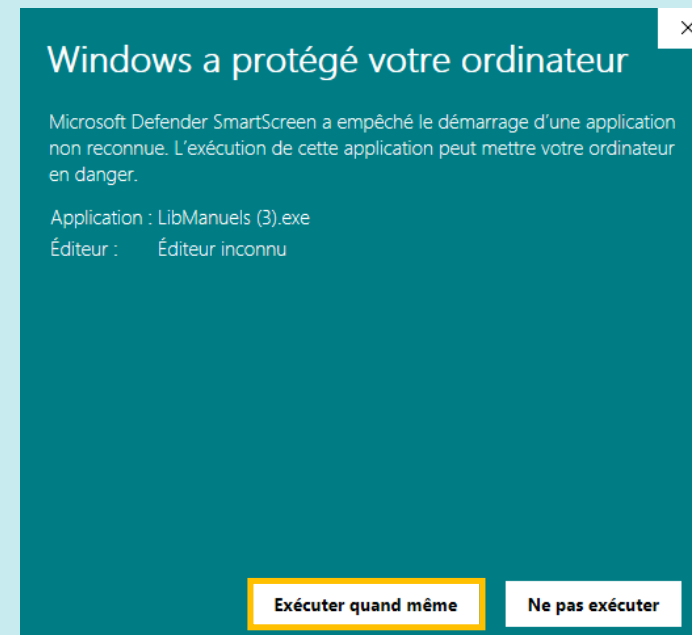 Windows a protégé votre ordinateur
Microsoft Defender SmartScreen a empêché le démarrage d’une application
non reconnue. L’exécution de cette application peut mettre votre ordinateur
en danger.
Application : LibManuels (3).exe
Éditeur : Éditeur inconnu
Exécuter quand même Ne pas exécuter